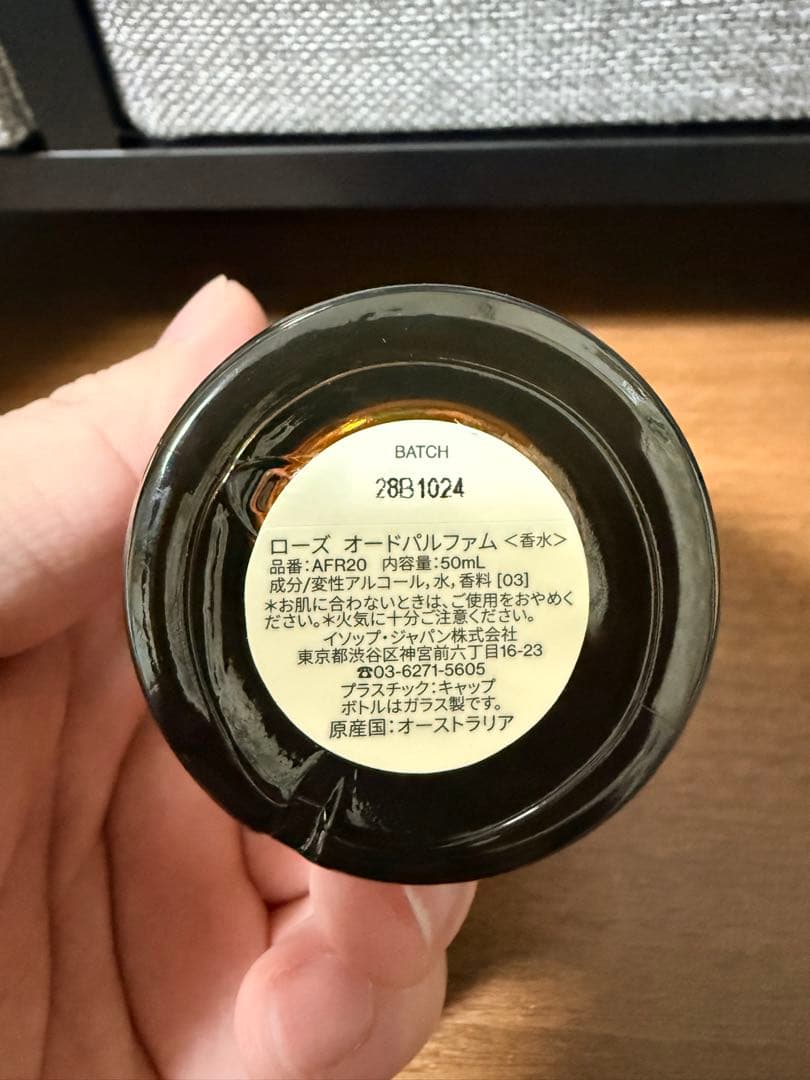 BATCH
28B1024
ローズ オードパルファム <香水>
品番:AFR20 内容量:50mL
成分/変性アルコール,水,香料 [03]
*お肌に合わないときは、ご使用をおやめく
ださい。*火気に十分ご注意ください。
イソップ・ジャパン株式会社
東京都渋谷区神宮前六丁目16-23
☎03-6271-5605
プラスチック:キャップ
ボトルはガラス製です。
原産国:オーストラリア